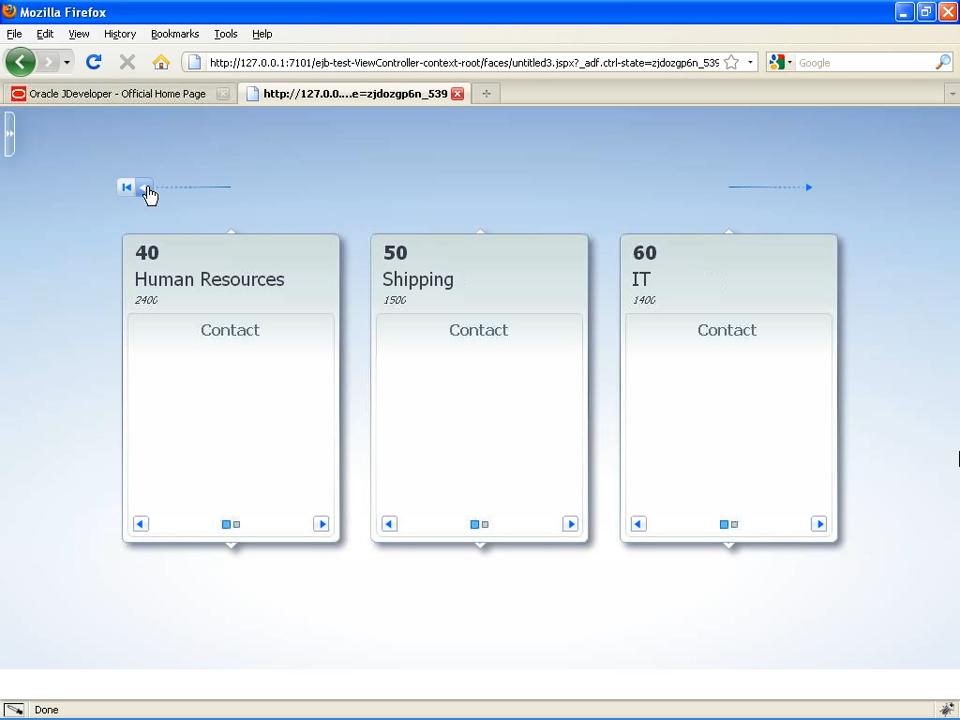 Mozilla Firefox
File Edit View History Bookmarks Tools Help
http://127.0.0.1:7101/ejb-test-ViewController-context-root/faces/untitled3.jspx?_adf.ctrl-state=zjdozgp6n_539
Google
Oracle JDeveloper - Official Home Page
http://127.0.0....e=zjdozgp6n_539
40
Human Resources
2400
Contact
50
Shipping
1500
Contact
60
IT
1400
Contact
Done